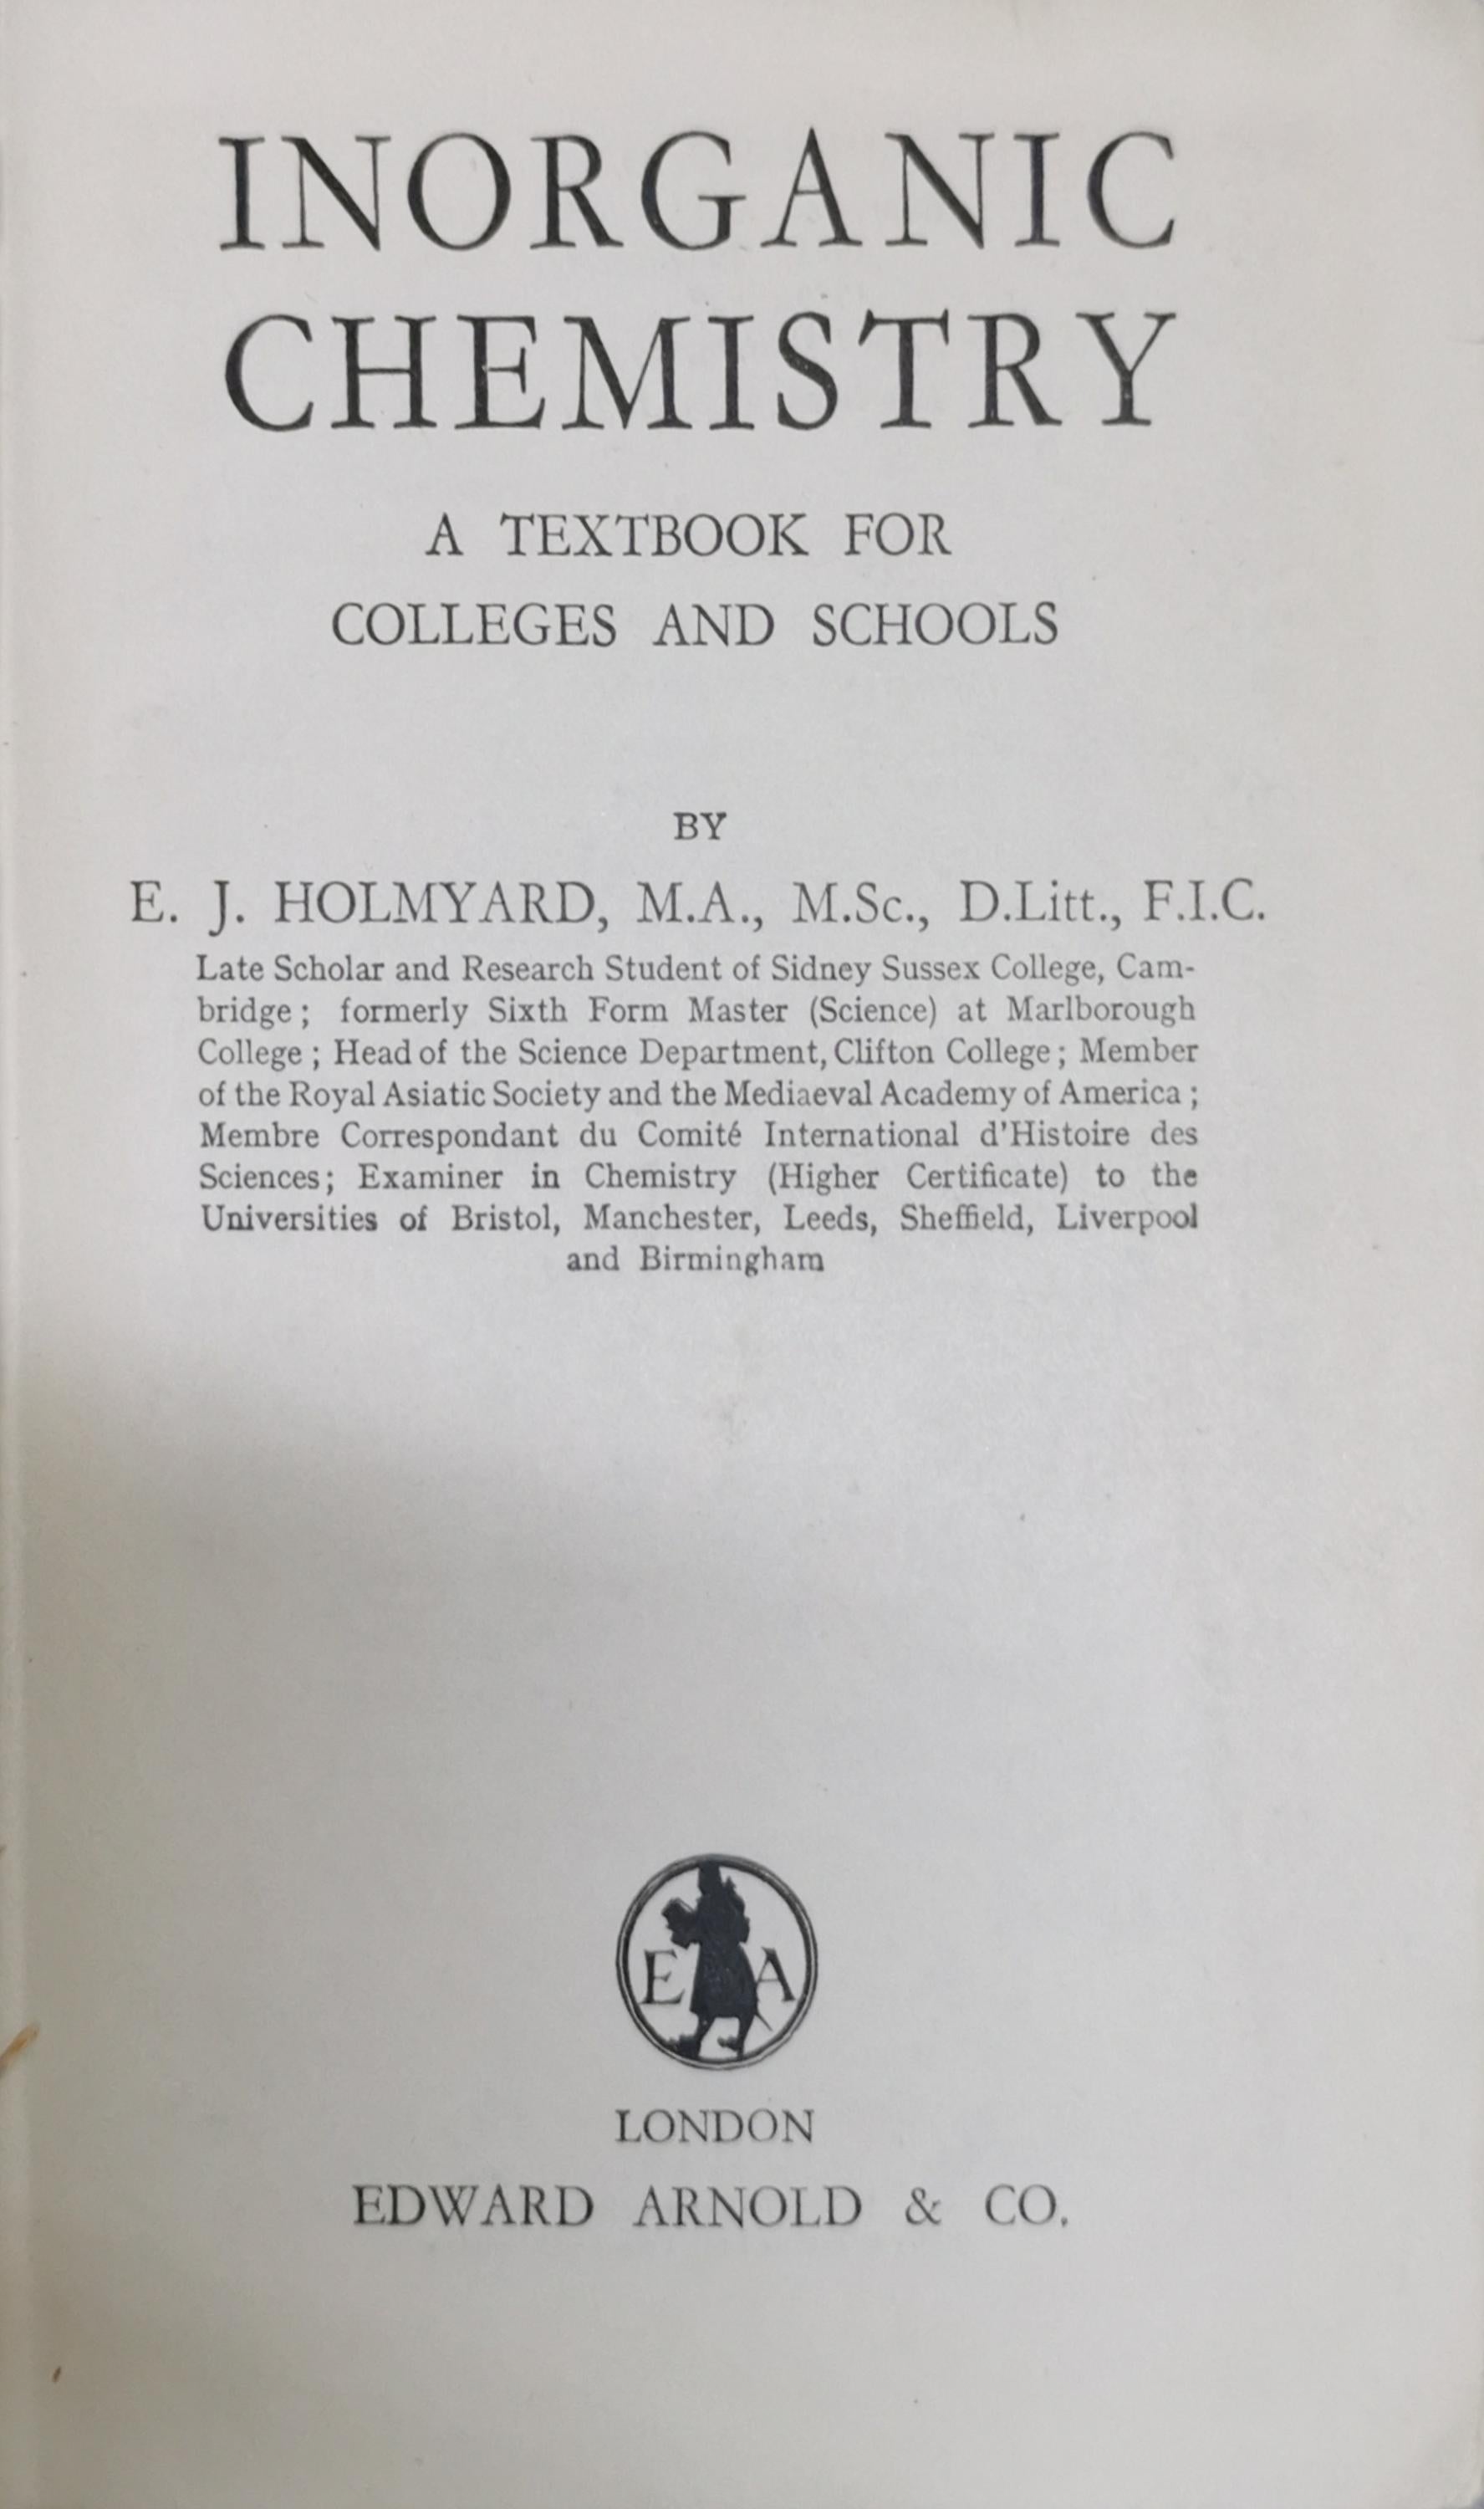 INORGANIC
CHEMISTRY
A TEXTBOOK FOR
COLLEGES AND SCHOOLS
BY
E. J. HOLMYARD, M.A., M.Sc., D.Litt., F.I.C.
Late Scholar and Research Student of Sidney Sussex College, Cam-
bridge ; formerly Sixth Form Master (Science) at Marlborough
College ; Head of the Science Department, Clifton College ; Member
of the Royal Asiatic Society and the Mediaeval Academy of America ;
Membre Correspondant du Comité International d'Histoire des
Sciences ; Examiner in Chemistry (Higher Certificate) to the
Universities of Bristol, Manchester, Leeds, Sheffield, Liverpool
and Birmingham
E A
LONDON
EDWARD ARNOLD & CO.